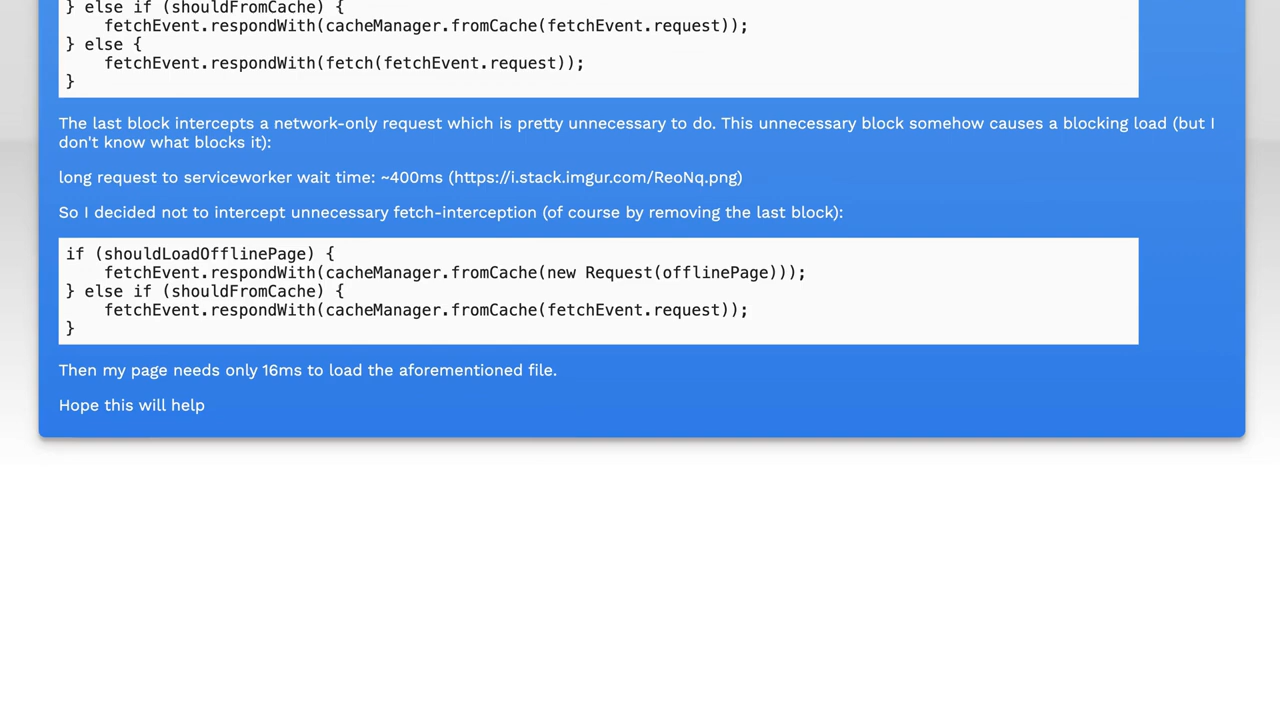 } else if (shouldFromCache) {
    fetchEvent.respondWith(cacheManager.fromCache(fetchEvent.request));
} else {
    fetchEvent.respondWith(fetch(fetchEvent.request));
}
The last block intercepts a network-only request which is pretty unnecessary to do. This unnecessary block somehow causes a blocking load (but I
don't know what blocks it):
long request to serviceworker wait time: ~400ms (https://i.stack.imgur.com/ReoNq.png)
So I decided not to intercept unnecessary fetch-interception (of course by removing the last block):
if (shouldLoadOfflinePage) {
    fetchEvent.respondWith(cacheManager.fromCache(new Request(offlinePage)));
} else if (shouldFromCache) {
    fetchEvent.respondWith(cacheManager.fromCache(fetchEvent.request));
}
Then my page needs only 16ms to load the aforementioned file.
Hope this will help